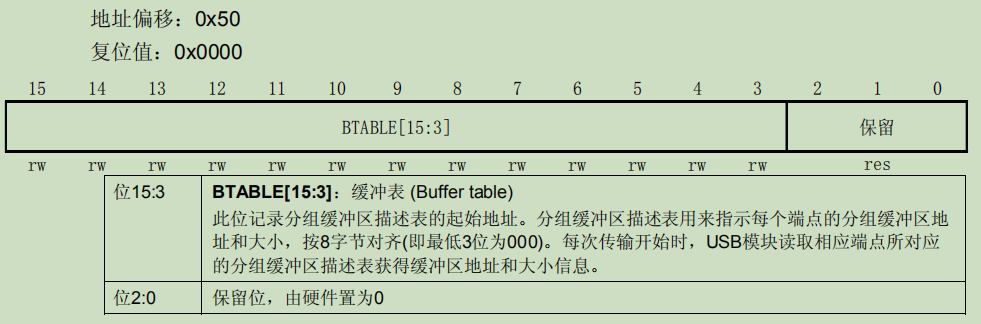 地址偏移：0x50
复位值：0x0000
15 14 13 12 11 10 9 8 7 6 5 4 3 2 1 0
BTABLE[15:3] 保留
rw rw rw rw rw rw rw rw rw rw rw rw rw res
位15:3 BTABLE[15:3]：缓冲表 (Buffer table)
此位记录分组缓冲区描述表的起始地址。分组缓冲区描述表用来指示每个端点的分组缓冲区地
址和大小，按8字节对齐(即最低3位为000)。每次传输开始时，USB模块读取相应端点所对应
的分组缓冲区描述表获得缓冲区地址和大小信息。
位2:0 保留位，由硬件置为0